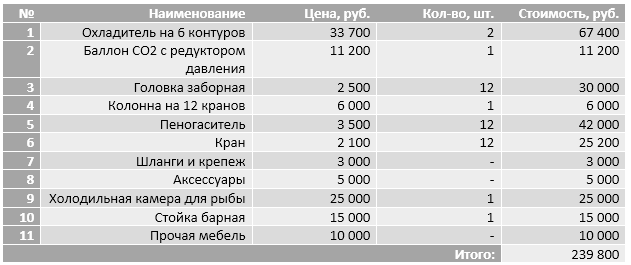 № Наименование Цена, руб. Кол-во, шт. Стоимость, руб.
1 Охладитель на 6 контуров 33 700 2 67 400
2 Баллон СО2 с редуктором 11 200 1 11 200
давления
3 Головка заборная 2 500 12 30 000
4 Колонна на 12 кранов 6 000 1 6 000
5 Пеногаситель 3 500 12 42 000
6 Кран 2 100 12 25 200
7 Шланги и крепеж 3 000 - 3 000
8 Аксессуары 5 000 - 5 000
9 Холодильная камера для рыбы 25 000 1 25 000
10 Стойка барная 15 000 1 15 000
11 Прочая мебель 10 000 - 10 000
Итого: 239 800